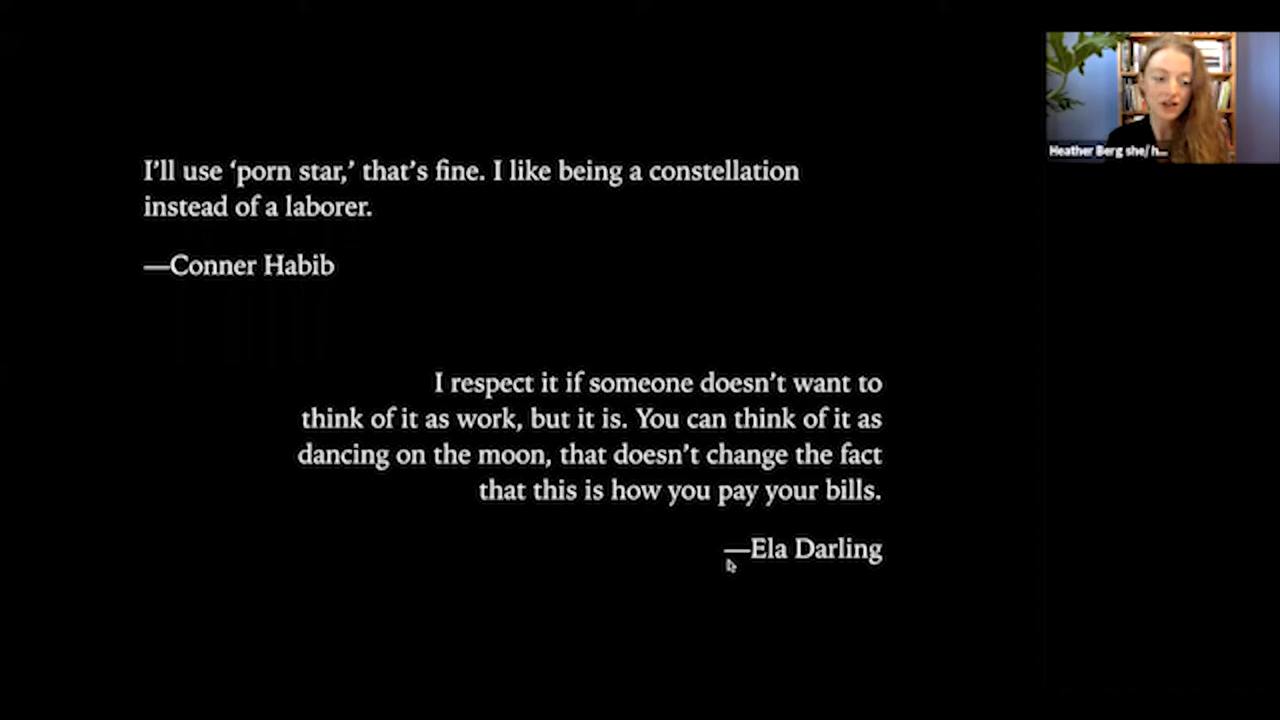 Heather Berg she/ h...
I'll use ‘porn star,’ that's fine. I like being a constellation
instead of a laborer.
—Conner Habib
I respect it if someone doesn't want to
think of it as work, but it is. You can think of it as
dancing on the moon, that doesn't change the fact
that this is how you pay your bills.
—Ela Darling